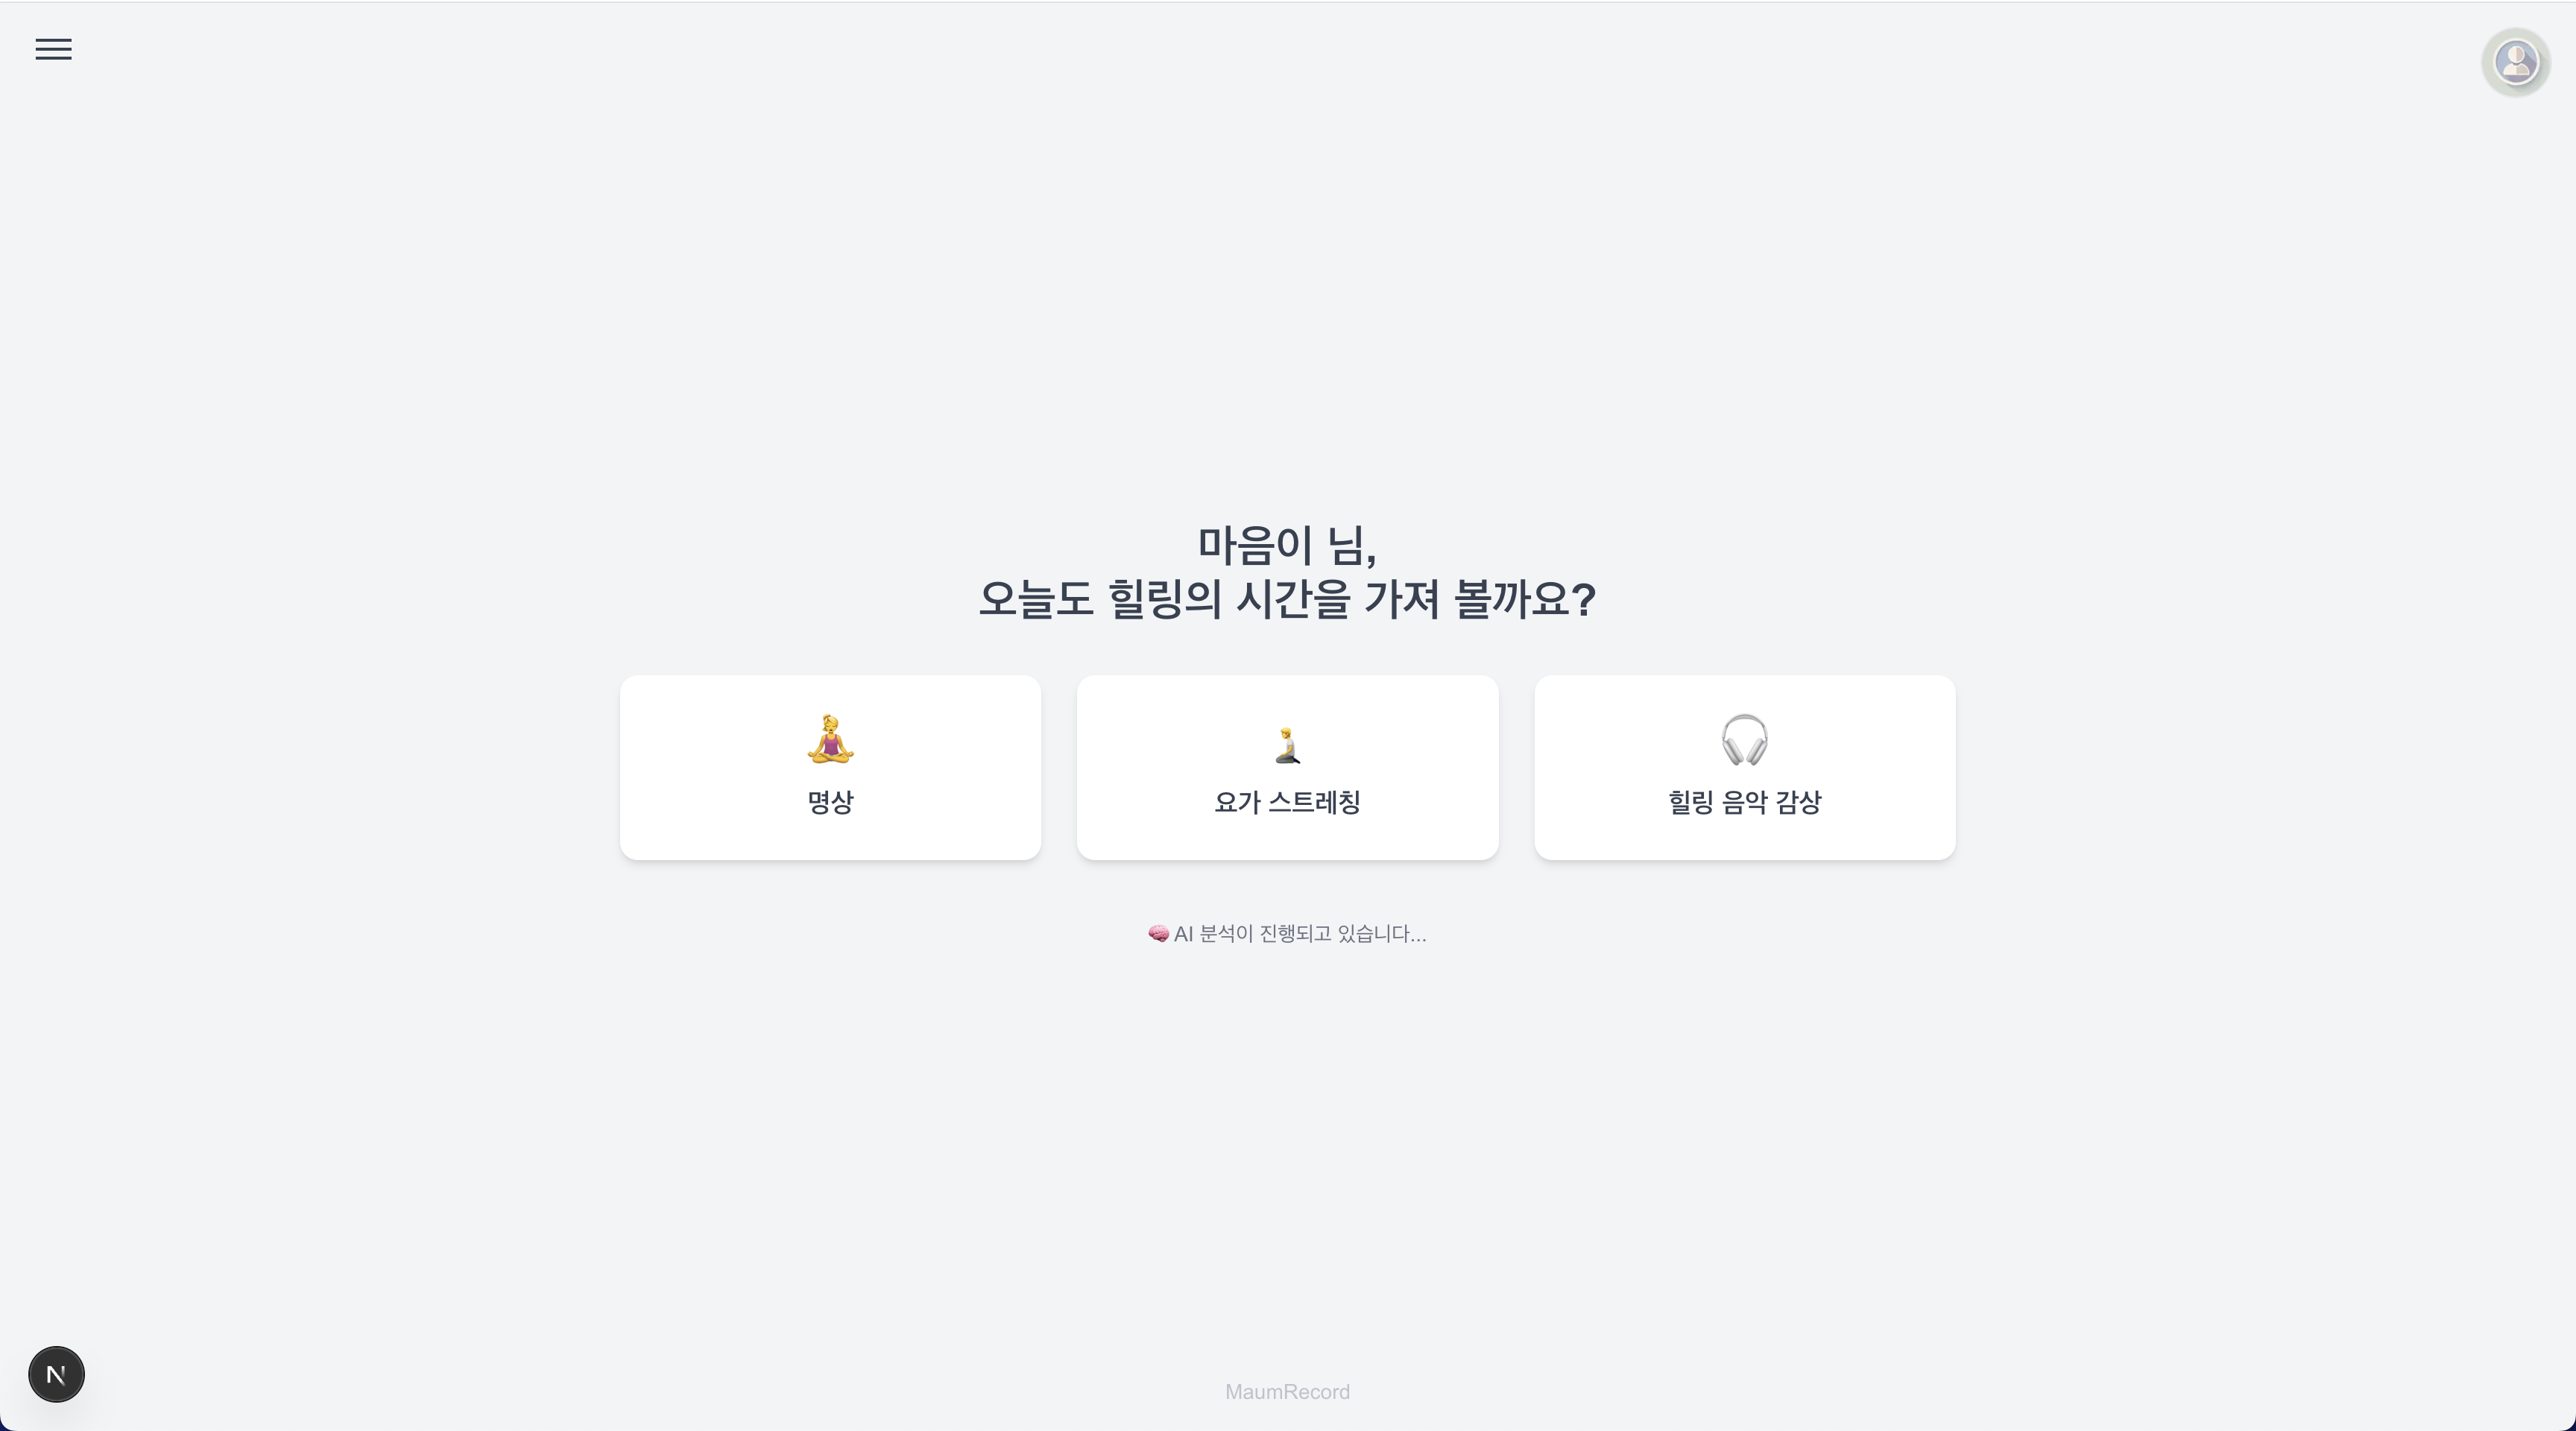 마음이 님,
오늘도 힐링의 시간을 가져 볼까요?
명상
요가 스트레칭
힐링 음악 감상
🧠 AI 분석이 진행되고 있습니다...
N
MaumRecord